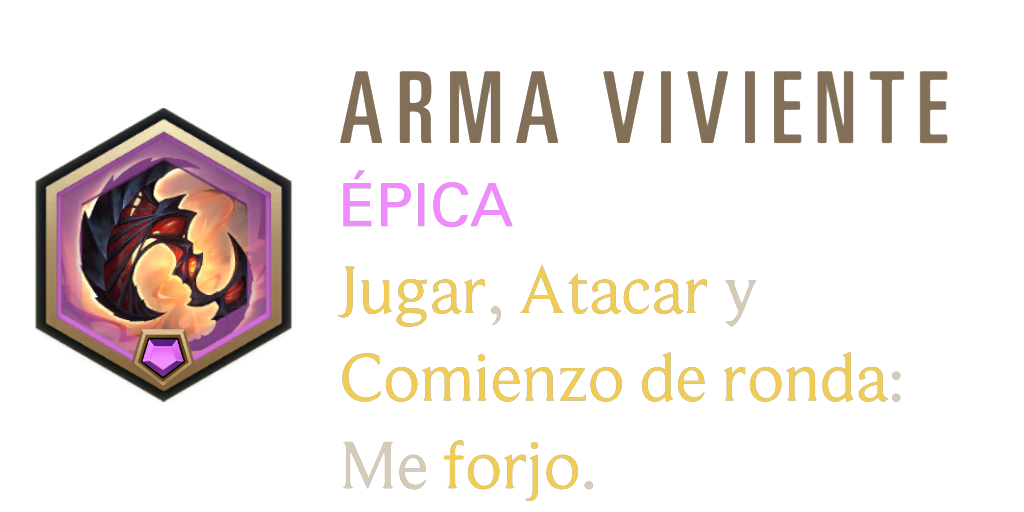 ARMA VIVIENTE
ÉPICA
Jugar, Atacar y
Comienzo de ronda:
Me forjo.